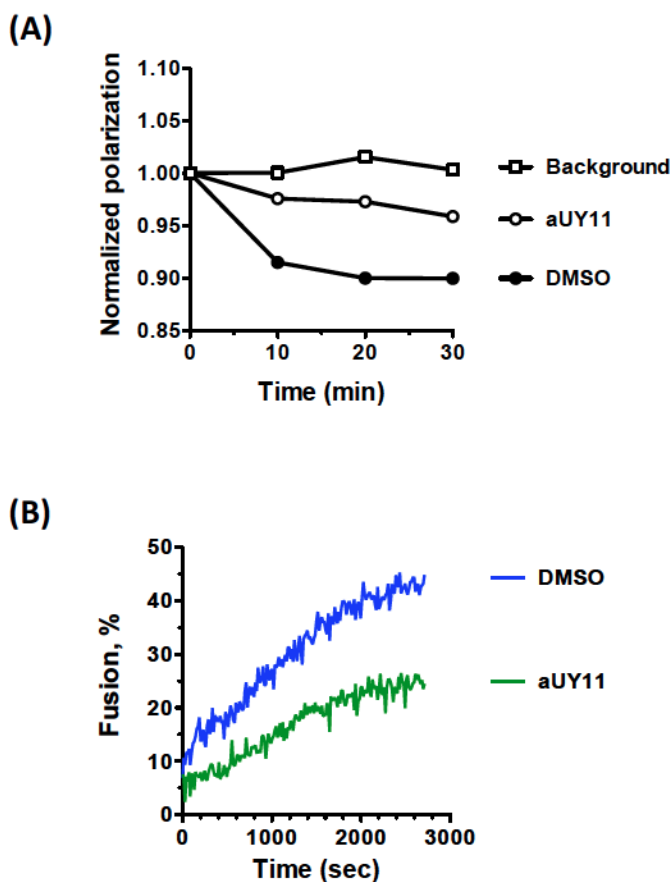 (A)
Normalized polarization
1.10
1.05
1.00
0.95
0.90
0.85
0 10 20 30
Time (min)
Background
aUY11
DMSO
(B)
Fusion, %
50
40
30
20
10
0
0 1000 2000 3000
Time (sec)
DMSO
aUY11